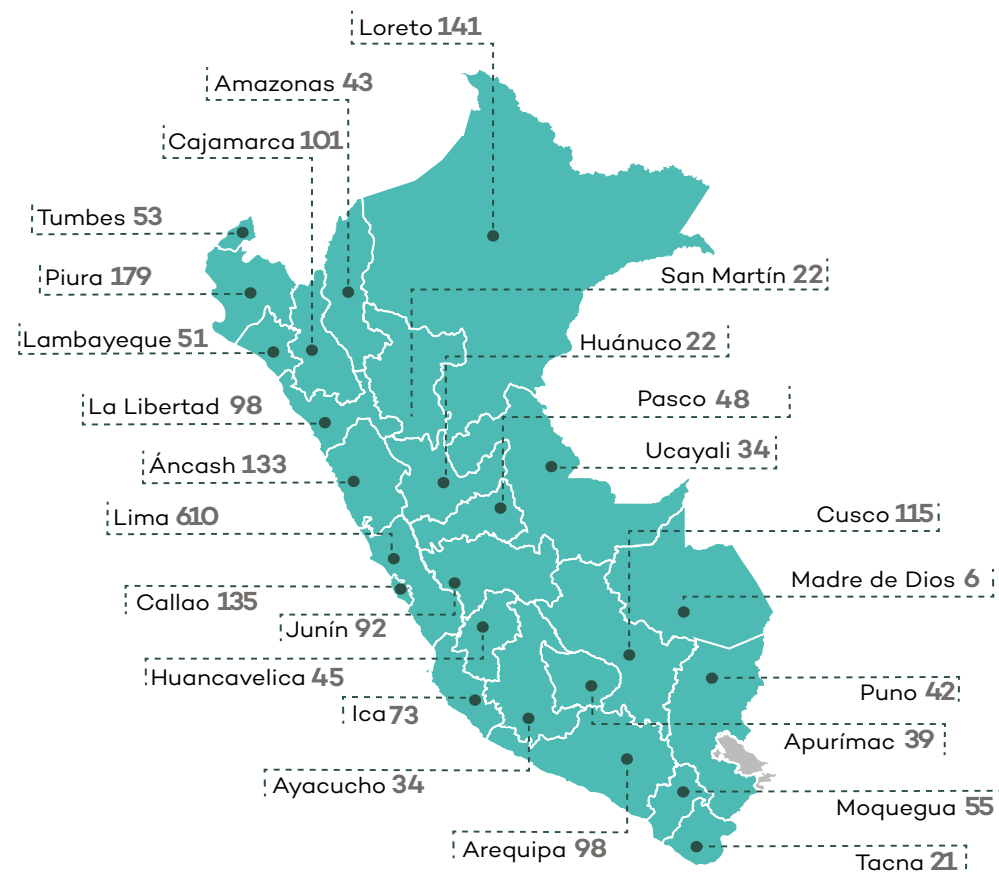 Loreto 141
Amazonas 43
Cajamarca 101
Tumbes 53
Piura 179
San Martín 22
Lambayeque 51
Huánuco 22
La Libertad 98
Pasco 48
Áncash 133
Ucayali 34
Lima 610
Cusco 115
Callao 135
Madre de Dios 6
Junín 92
Huancavelica 45
Puno 42
Ica 73
Apurímac 39
Ayacucho 34
Moquegua 55
Arequipa 98
Tacna 21